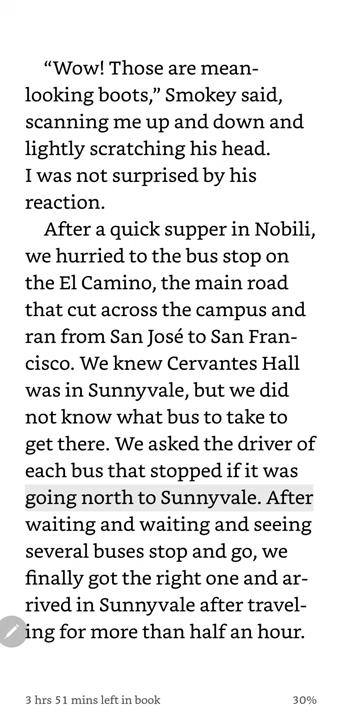 “Wow! Those are mean-
looking boots,” Smokey said,
scanning me up and down and
lightly scratching his head.
I was not surprised by his
reaction.
After a quick supper in Nobili,
we hurried to the bus stop on
the El Camino, the main road
that cut across the campus and
ran from San José to San Fran-
cisco. We knew Cervantes Hall
was in Sunnyvale, but we did
not know what bus to take to
get there. We asked the driver of
each bus that stopped if it was
going north to Sunnyvale. After
waiting and waiting and seeing
several buses stop and go, we
finally got the right one and ar-
rived in Sunnyvale after travel-
ing for more than half an hour.
3 hrs 51 mins left in book 30%